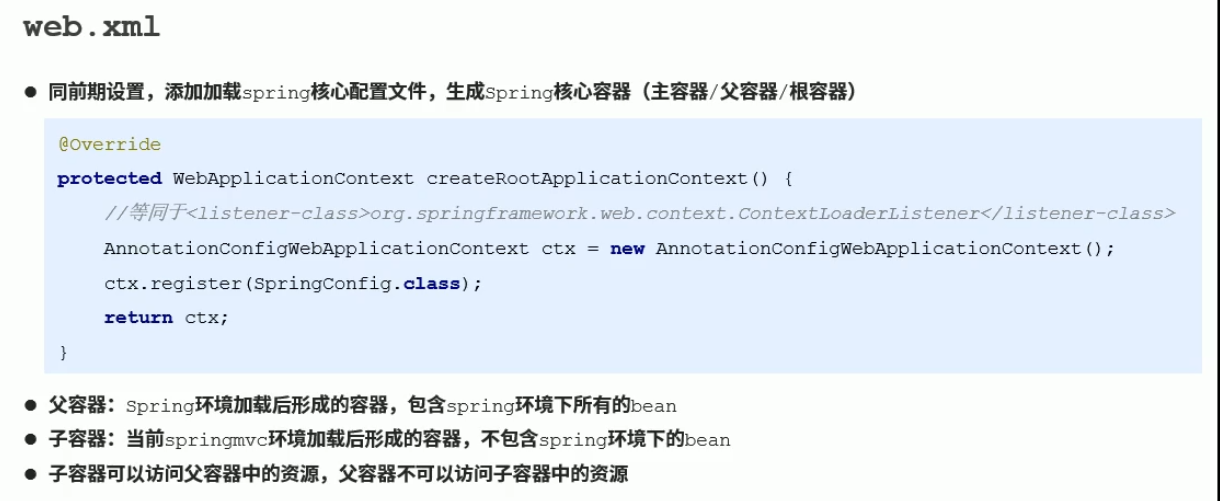 web.xml
● 同前期设置，添加加载spring核心配置文件，生成Spring核心容器（主容器/父容器/根容器）
@Override
protected WebApplicationContext createRootApplicationContext() {
//等同于<listener-class>org.springframework.web.context.ContextLoaderListener</listener-class>
AnnotationConfigWebApplicationContext ctx = new AnnotationConfigWebApplicationContext();
ctx.register(SpringConfig.class);
return ctx;
}
● 父容器：Spring环境加载后形成的容器，包含spring环境下所有的bean
● 子容器：当前springmvc环境加载后形成的容器，不包含spring环境下的bean
● 子容器可以访问父容器中的资源，父容器不可以访问子容器中的资源